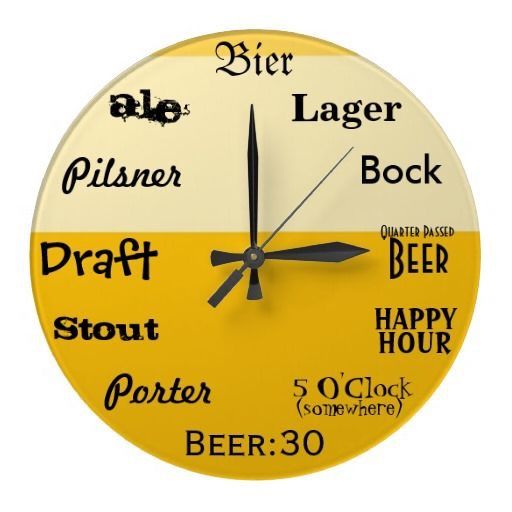 Bier
ale
Lager
Pilsner
Bock
Draft
Quarter Passed
Beer
Stout
HAPPY
HOUR
Porter
5 O'Clock
(somewhere)
BEER:30